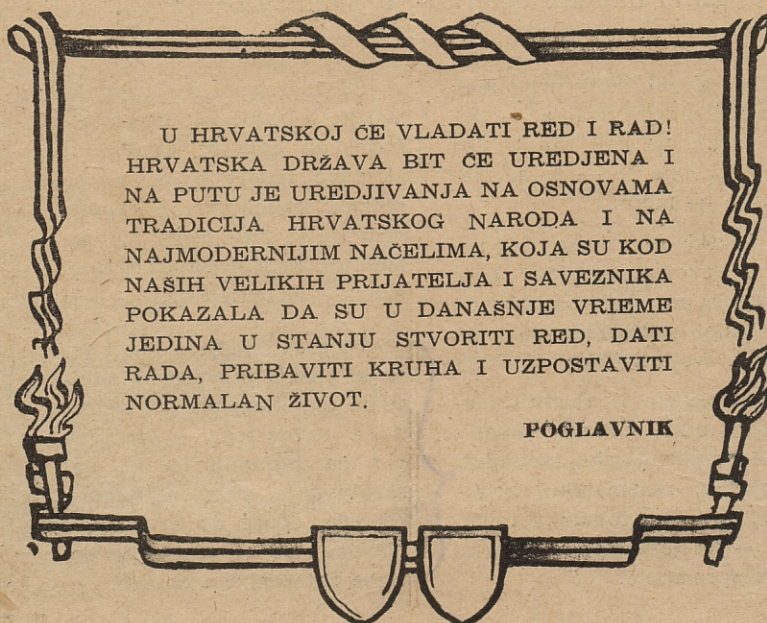 U HRVATSKOJ ĆE VLADATI RED I RAD!
HRVATSKA DRŽAVA BIT ĆE UREDJENA I
NA PUTU JE UREDJIVANJA NA OSNOVAMA
TRADICIJA HRVATSKOG NARODA I NA
NAJMODERNIJIM NAČELIMA, KOJA SU KOD
NAŠIH VELIKIH PRIJATELJA I SAVEZNIKA
POKAZALA DA SU U DANAŠNJE VRIEME
JEDINA U STANJU STVORITI RED, DATI
RADA, PRIBAVITI KRUHA I UZPOSTAVITI
NORMALAN ŽIVOT.
POGLAVNIK